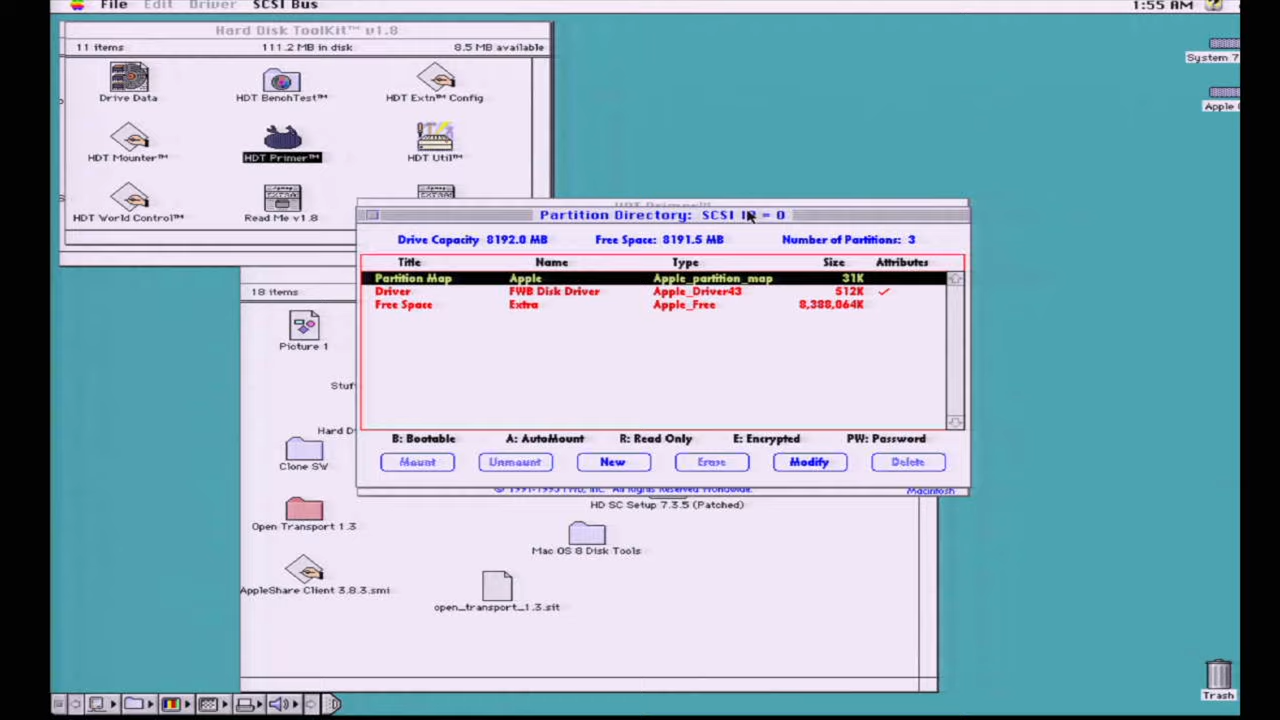 File Edit Driver SCSI Bus 1:55 AM
Hard Disk ToolKit™ v1.8
11 items 111.2 MB in disk 8.5 MB available
System 7
Drive Data HDT BenchTest™ HDT Extn™ Config
Apple
HDT Mounter™ HDT Primer™ HDT Util™
HDT World Control™ Read Me v1.8
Partition Directory: SCSI ID = 0
Drive Capacity 8192.0 MB Free Space: 8191.5 MB Number of Partitions: 3
Title Name Type Size Attributes
Partition Map Apple Apple_partition_map 31K
Driver FWB Disk Driver Apple_Driver43 512K ✓
Free Space Extra Apple_Free 8,388,064K
18 items
Picture 1
Stuf
Hard D
B: Bootable A: AutoMount R: Read Only E: Encrypted PW: Password
Mount Unmount New Erase Modify Delete
Clone SW
Macintosh
HD SC Setup 7.3.5 (Patched)
Open Transport 1.3
Mac OS 8 Disk Tools
AppleShare Client 3.8.3.smi
open_transport_1.3.sit
Trash